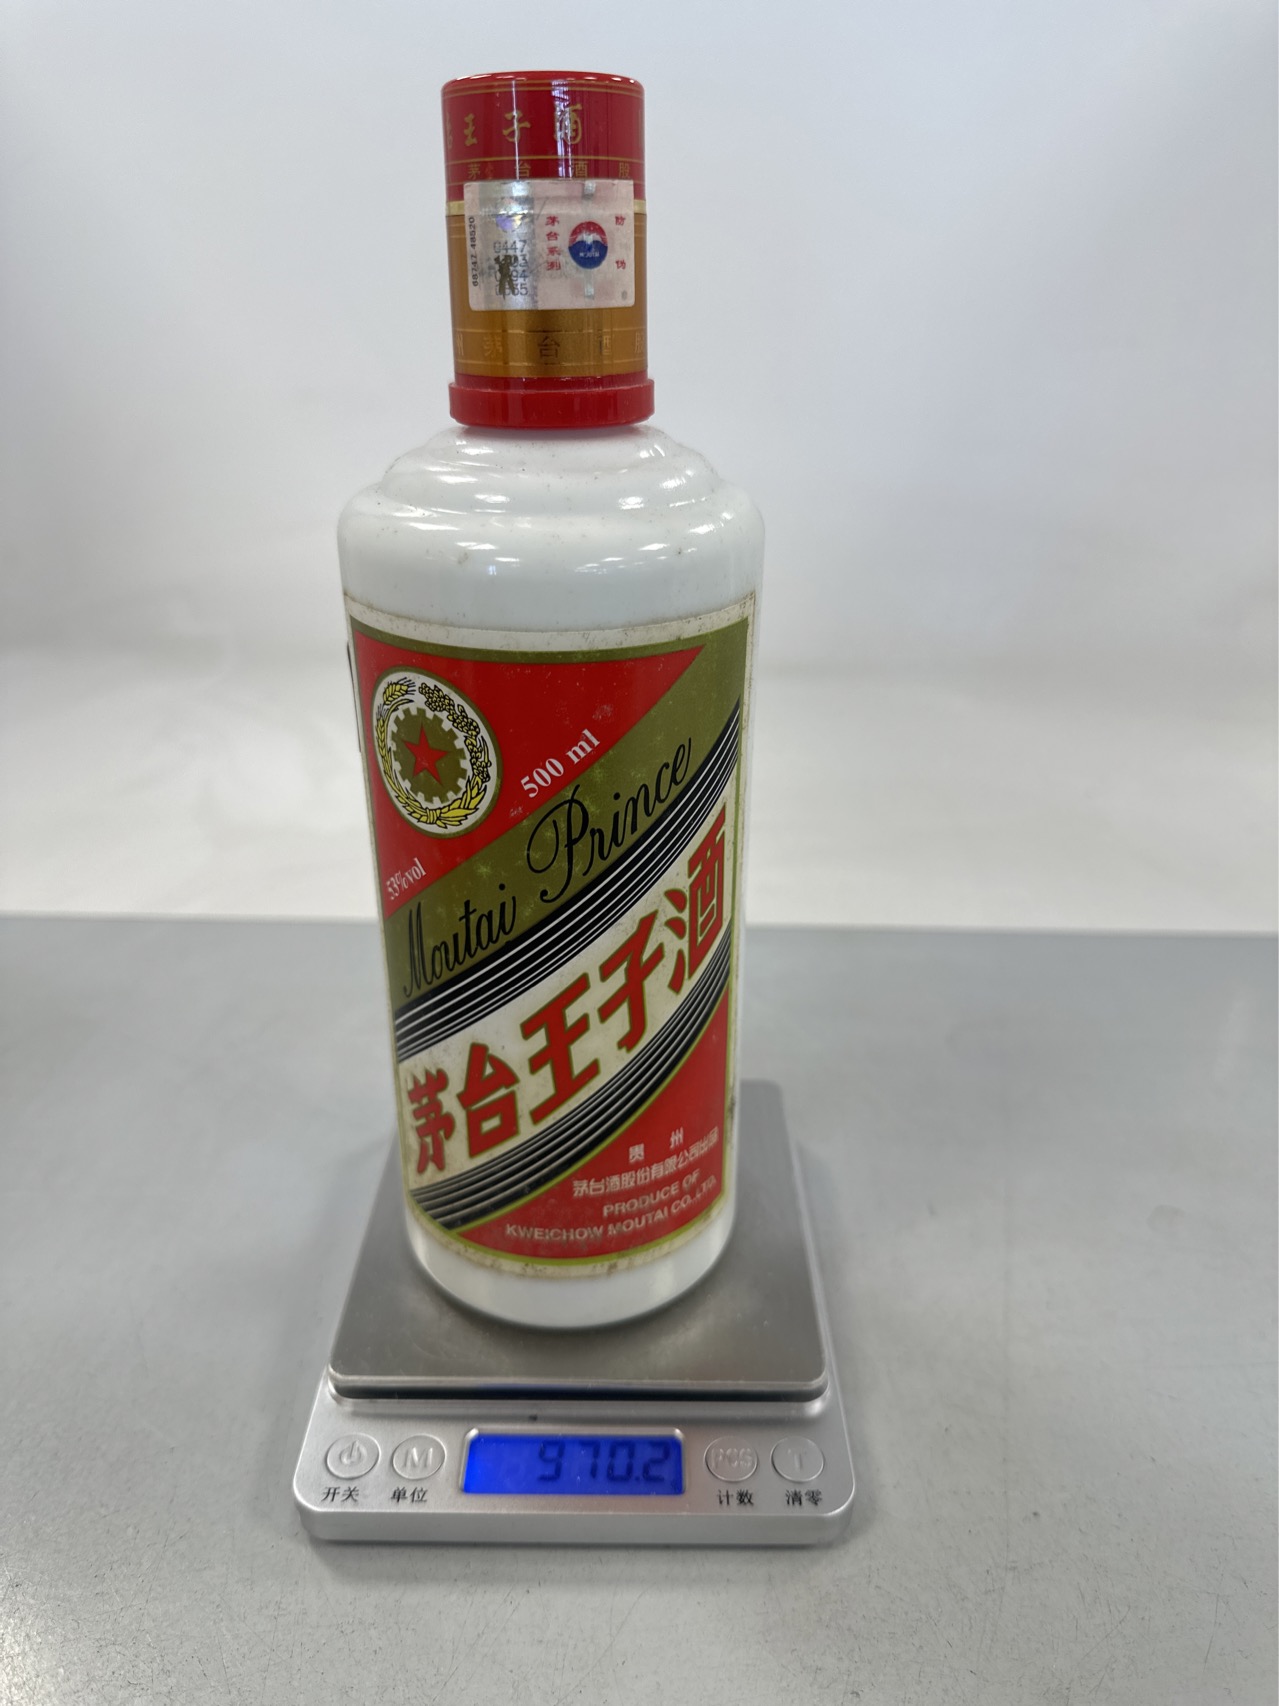 王子酒
茅台酒股
68747 48520
0447
茅台系列
防伪
茅台酒
500 ml
53%vol
Moutai Prince
茅台王子酒
贵州
茅台酒股份有限公司出品
PRODUCE OF
KWEICHOW MOUTAI CO.,LTD.
970.2
M
PCS
T
开关
单位
计数
清零